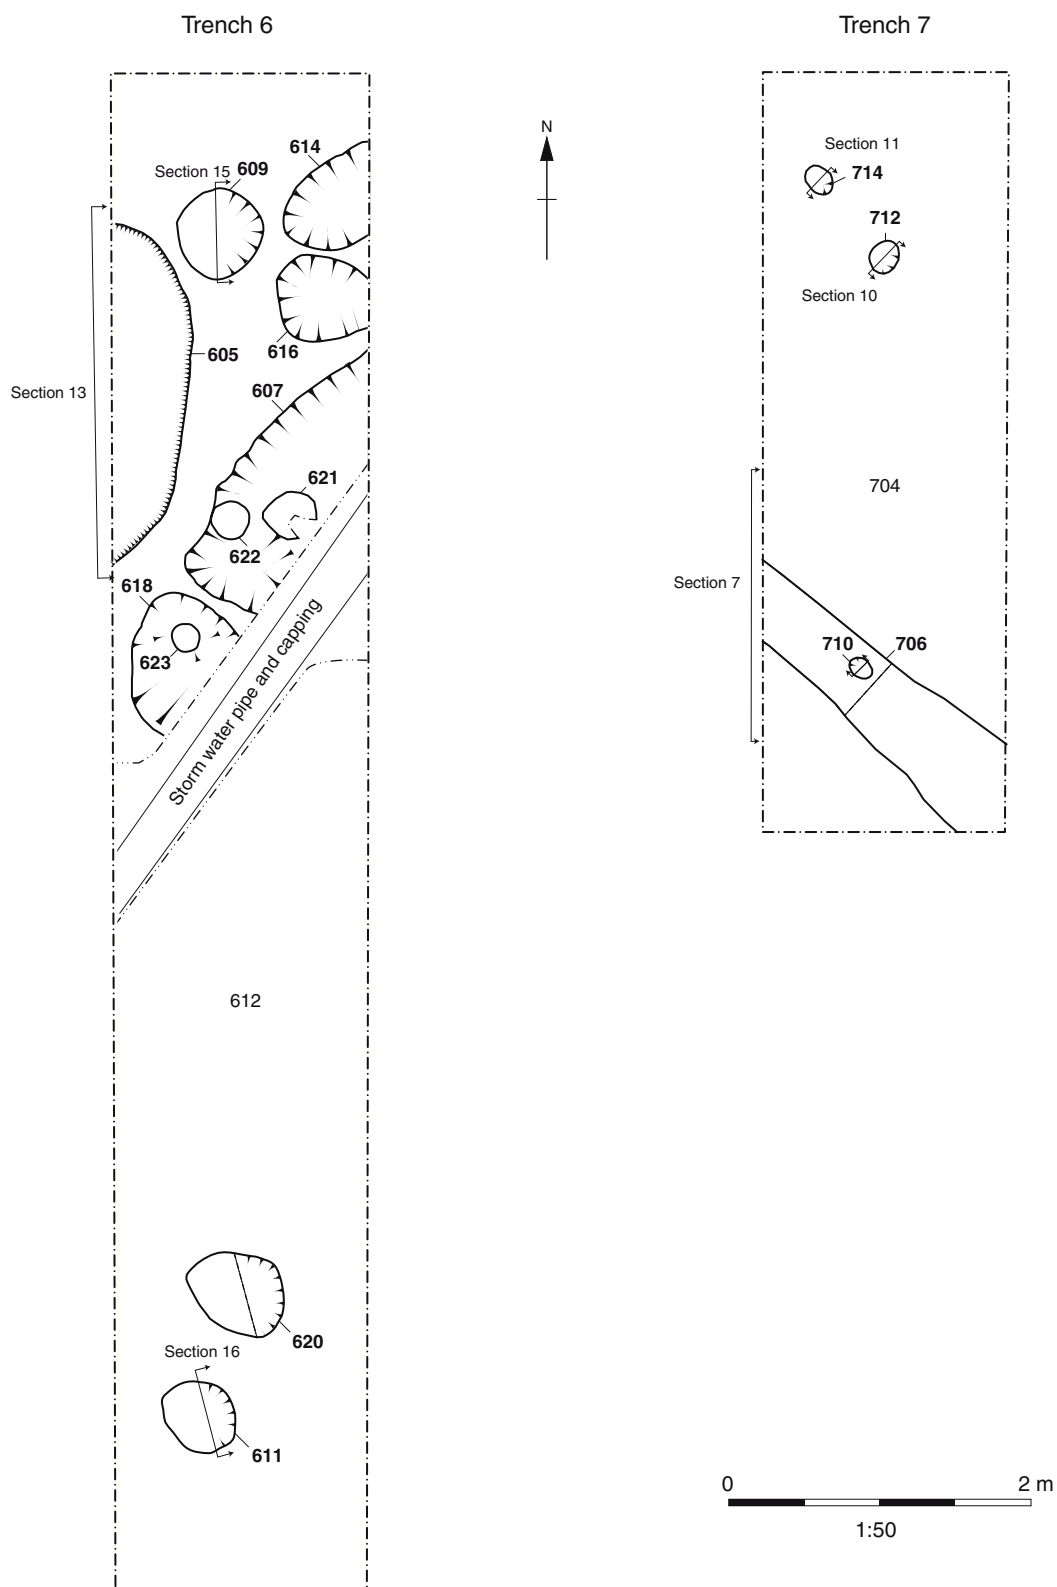 Trench 6
Trench 7
N
Section 15
609
614
616
605
Section 13
607
621
622
618
623
Storm water pipe and capping
612
620
Section 16
611
Section 11
714
712
Section 10
704
Section 7
710
706
0
2 m
1:50